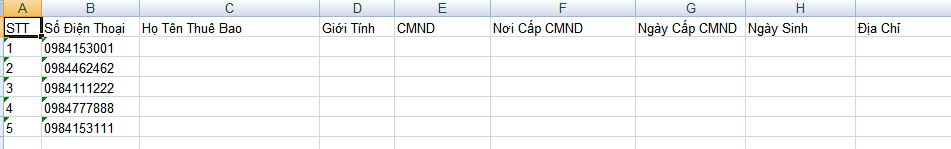 A B C D E F G H
STT Số Điện Thoại Họ Tên Thuê Bao Giới Tính CMND Nơi Cấp CMND Ngày Cấp CMND Ngày Sinh Địa Chỉ
1 0984153001
2 0984462462
3 0984111222
4 0984777888
5 0984153111